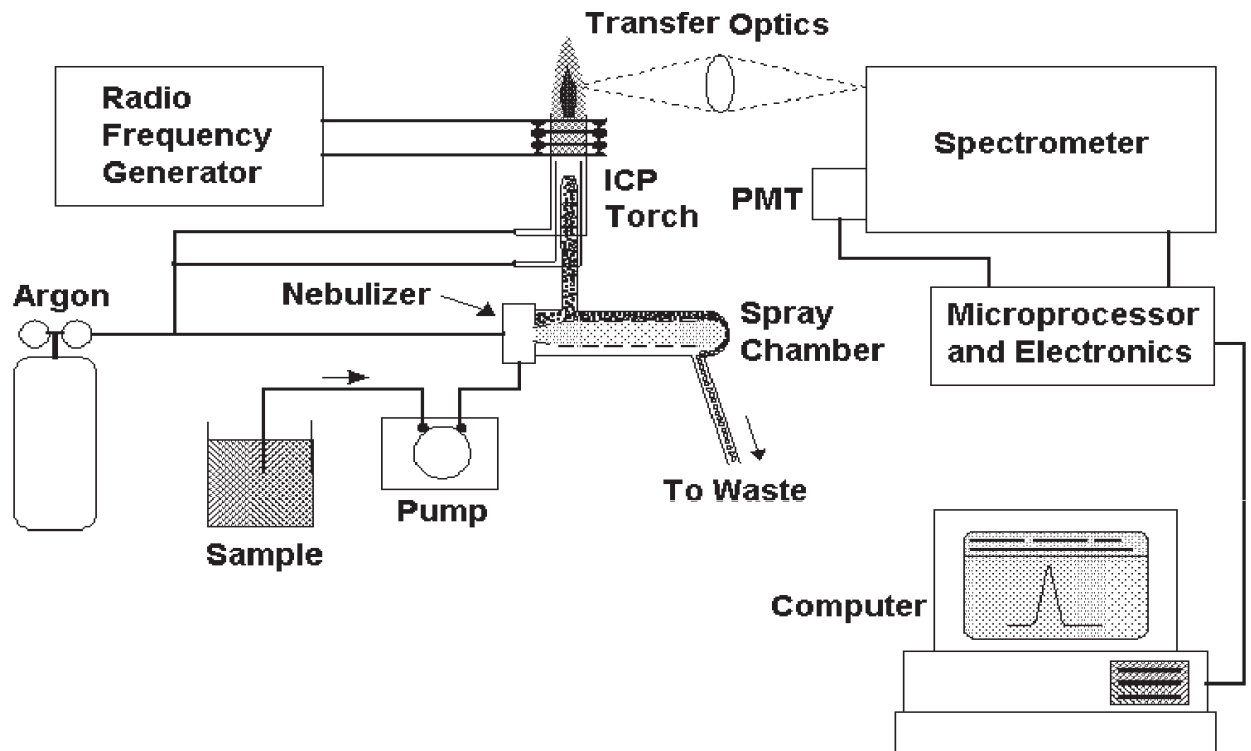 Transfer Optics
Radio
Frequency
Generator
Spectrometer
ICP
Torch
PMT
Argon
Nebulizer
Spray
Chamber
Microprocessor
and Electronics
Pump
To Waste
Sample
Computer